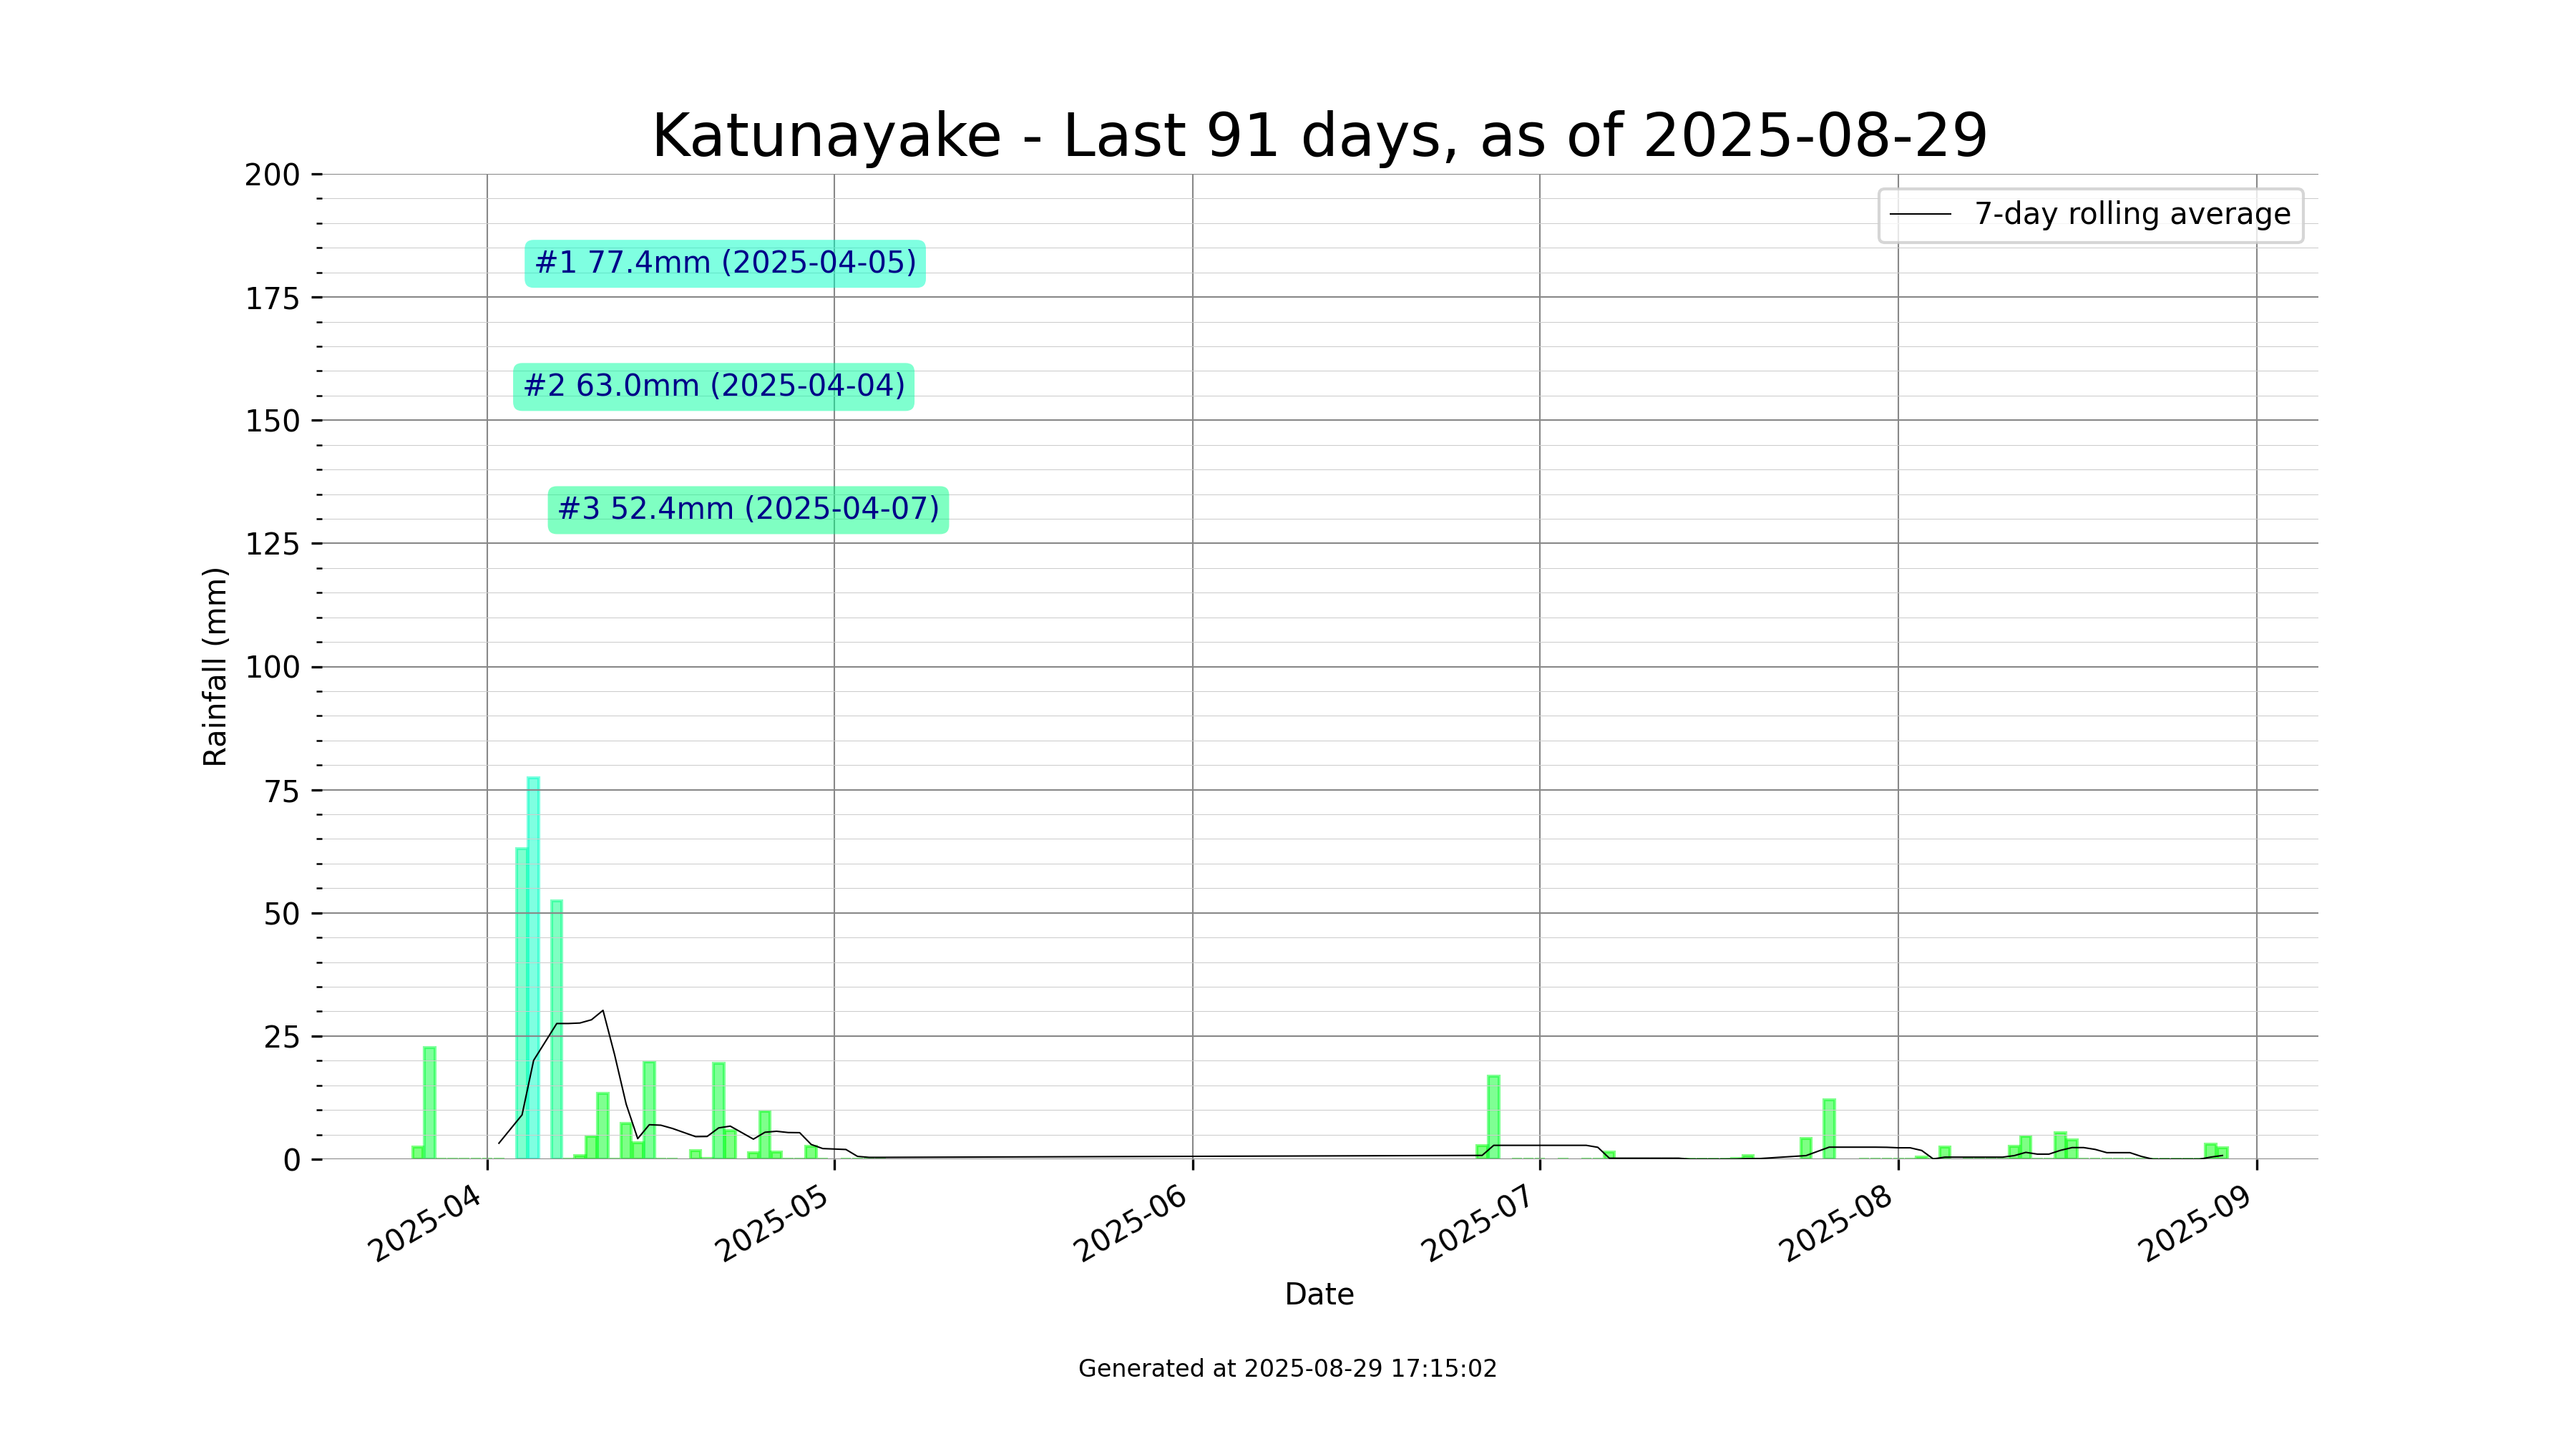 Katunayake - Last 91 days, as of 2025-08-29
200
175
150
125
100
75
50
25
0
Rainfall (mm)
7-day rolling average
#1 77.4mm (2025-04-05)
#2 63.0mm (2025-04-04)
#3 52.4mm (2025-04-07)
2025-04
2025-05
2025-06
2025-07
2025-08
2025-09
Date
Generated at 2025-08-29 17:15:02